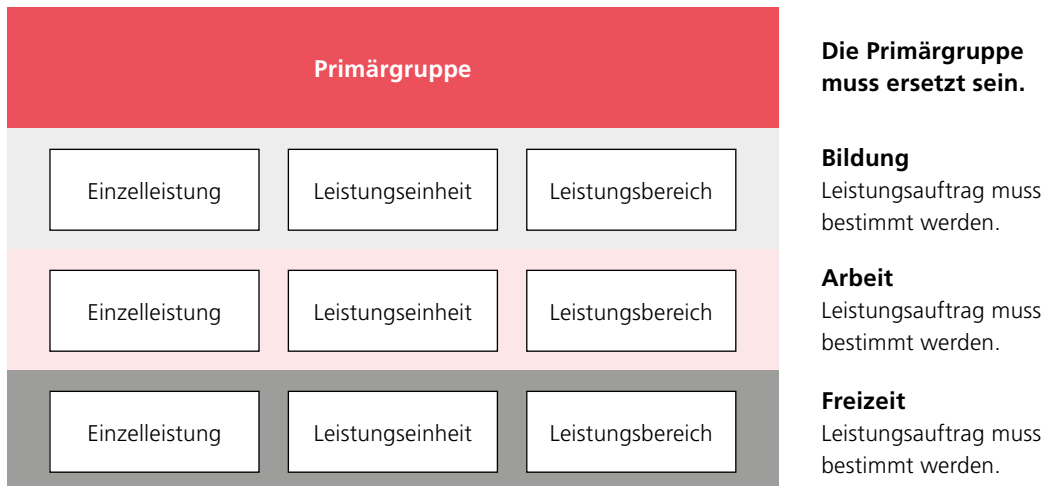 Primärgruppe
Die Primärgruppe
muss ersetzt sein.
Einzelleistung
Leistungseinheit
Leistungsbereich
Bildung
Leistungsauftrag muss
bestimmt werden.
Einzelleistung
Leistungseinheit
Leistungsbereich
Arbeit
Leistungsauftrag muss
bestimmt werden.
Einzelleistung
Leistungseinheit
Leistungsbereich
Freizeit
Leistungsauftrag muss
bestimmt werden.